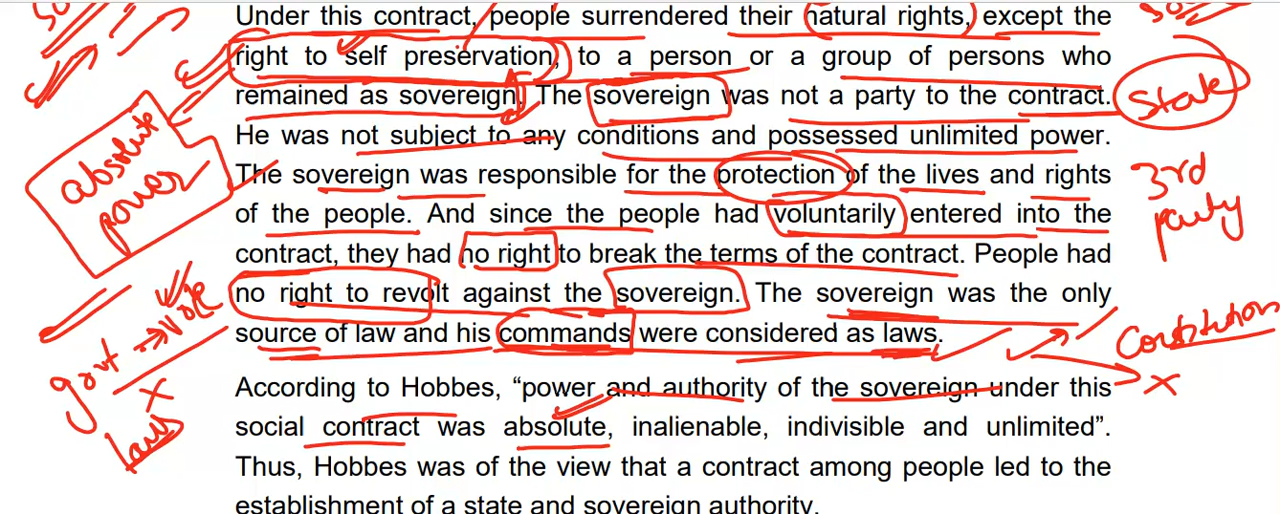 Under this contract, people surrendered their natural rights, except the
right to self preservation, to a person or a group of persons who
remained as sovereign. The sovereign was not a party to the contract.
He was not subject to any conditions and possessed unlimited power.
The sovereign was responsible for the protection of the lives and rights
of the people. And since the people had voluntarily entered into the
contract, they had no right to break the terms of the contract. People had
no right to revolt against the sovereign. The sovereign was the only
source of law and his commands were considered as laws.
According to Hobbes, “power and authority of the sovereign under this
social contract was absolute, inalienable, indivisible and unlimited”.
Thus, Hobbes was of the view that a contract among people led to the
establishment of a state and sovereign authority.
absolute
power
govt → vote
X
laws
State
3rd
party
Constitution
X